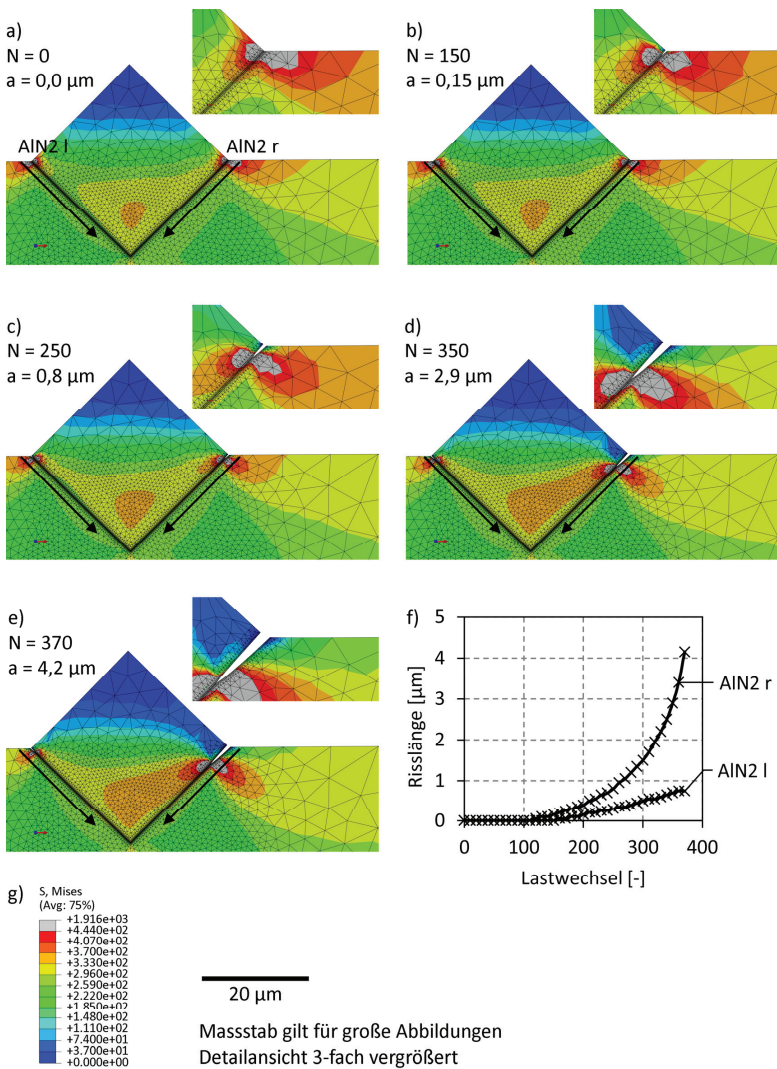 a)
N = 0
a = 0,0 µm
AlN2 l
AlN2 r
b)
N = 150
a = 0,15 µm
c)
N = 250
a = 0,8 µm
d)
N = 350
a = 2,9 µm
e)
N = 370
a = 4,2 µm
f)
5
4
3
2
1
0
Risslänge [µm]
0
100
200
300
400
Lastwechsel [-]
AlN2 r
AlN2 l
g)
S, Mises
(Avg: 75%)
+1.916e+03
+4.440e+02
+4.070e+02
+3.700e+02
+3.330e+02
+2.960e+02
+2.590e+02
+2.220e+02
+1.850e+02
+1.480e+02
+1.110e+02
+7.400e+01
+3.700e+01
+0.000e+00
20 µm
Massstab gilt für große Abbildungen
Detailansicht 3-fach vergrößert